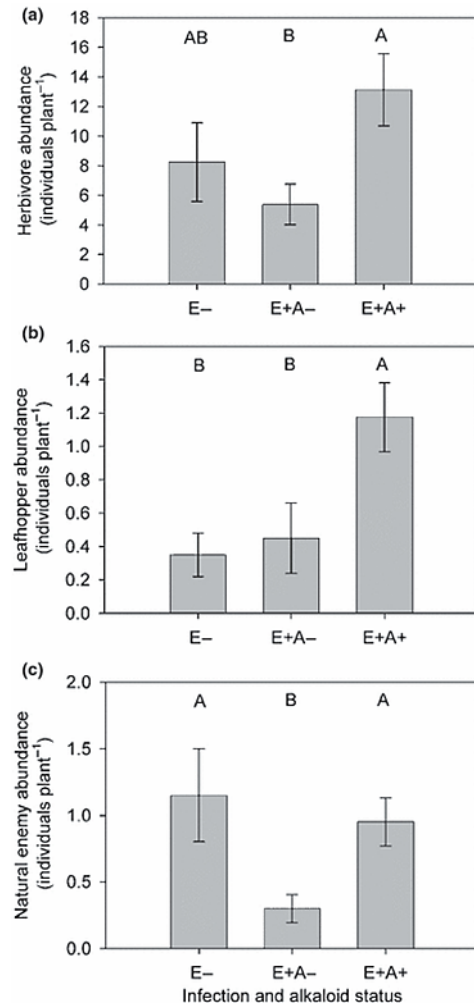 (a)
AB B A
Herbivore abundance
(individuals plant⁻¹)
18
16
14
12
10
8
6
4
2
0
E– E+A– E+A+
(b)
B B A
Leafhopper abundance
(individuals plant⁻¹)
1.6
1.4
1.2
1.0
0.8
0.6
0.4
0.2
0.0
E– E+A– E+A+
(c)
A B A
Natural enemy abundance
(individuals plant⁻¹)
2.0
1.5
1.0
0.5
0.0
E– E+A– E+A+
Infection and alkaloid status